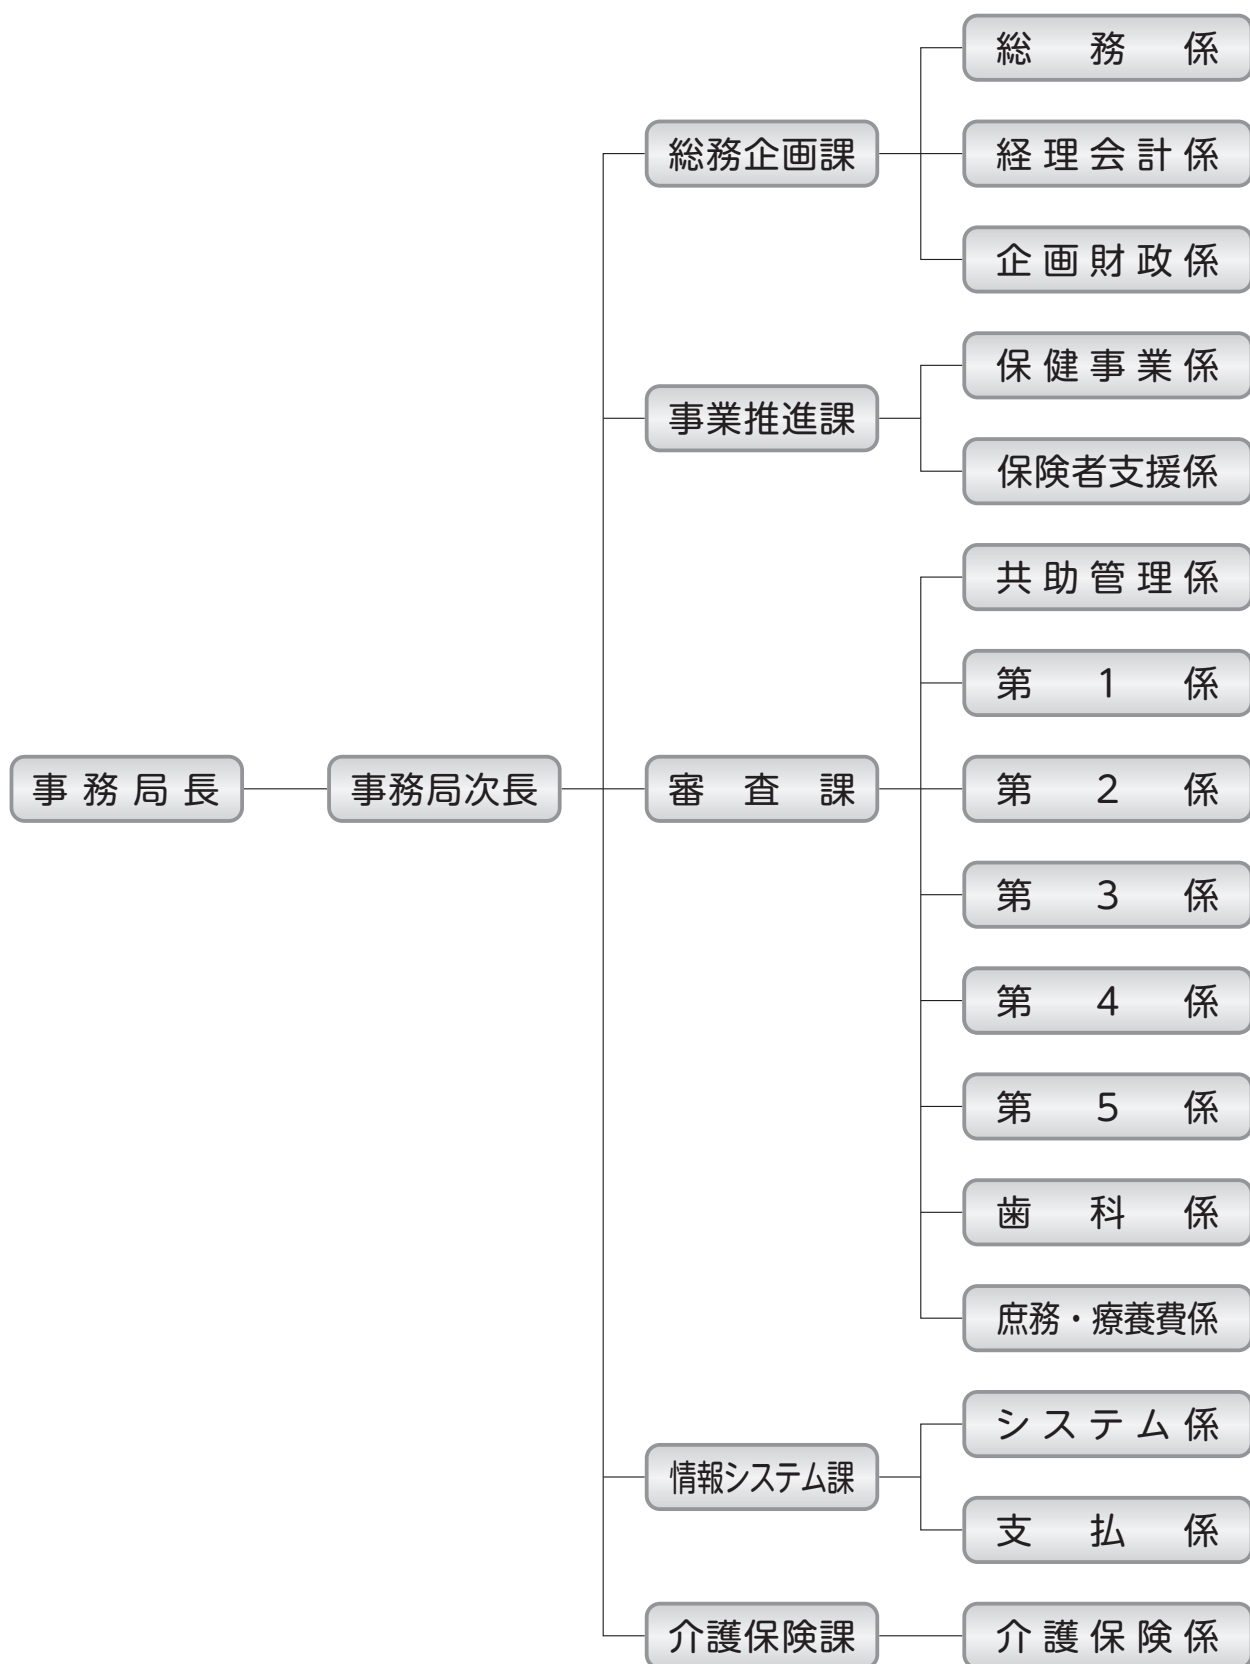 事務局長
事務局次長
総務企画課
総務係
経理会計係
企画財政係
事業推進課
保健事業係
保険者支援係
審査課
共助管理係
第1係
第2係
第3係
第4係
第5係
歯科係
庶務・療養費係
情報システム課
システム係
支払係
介護保険課
介護保険係